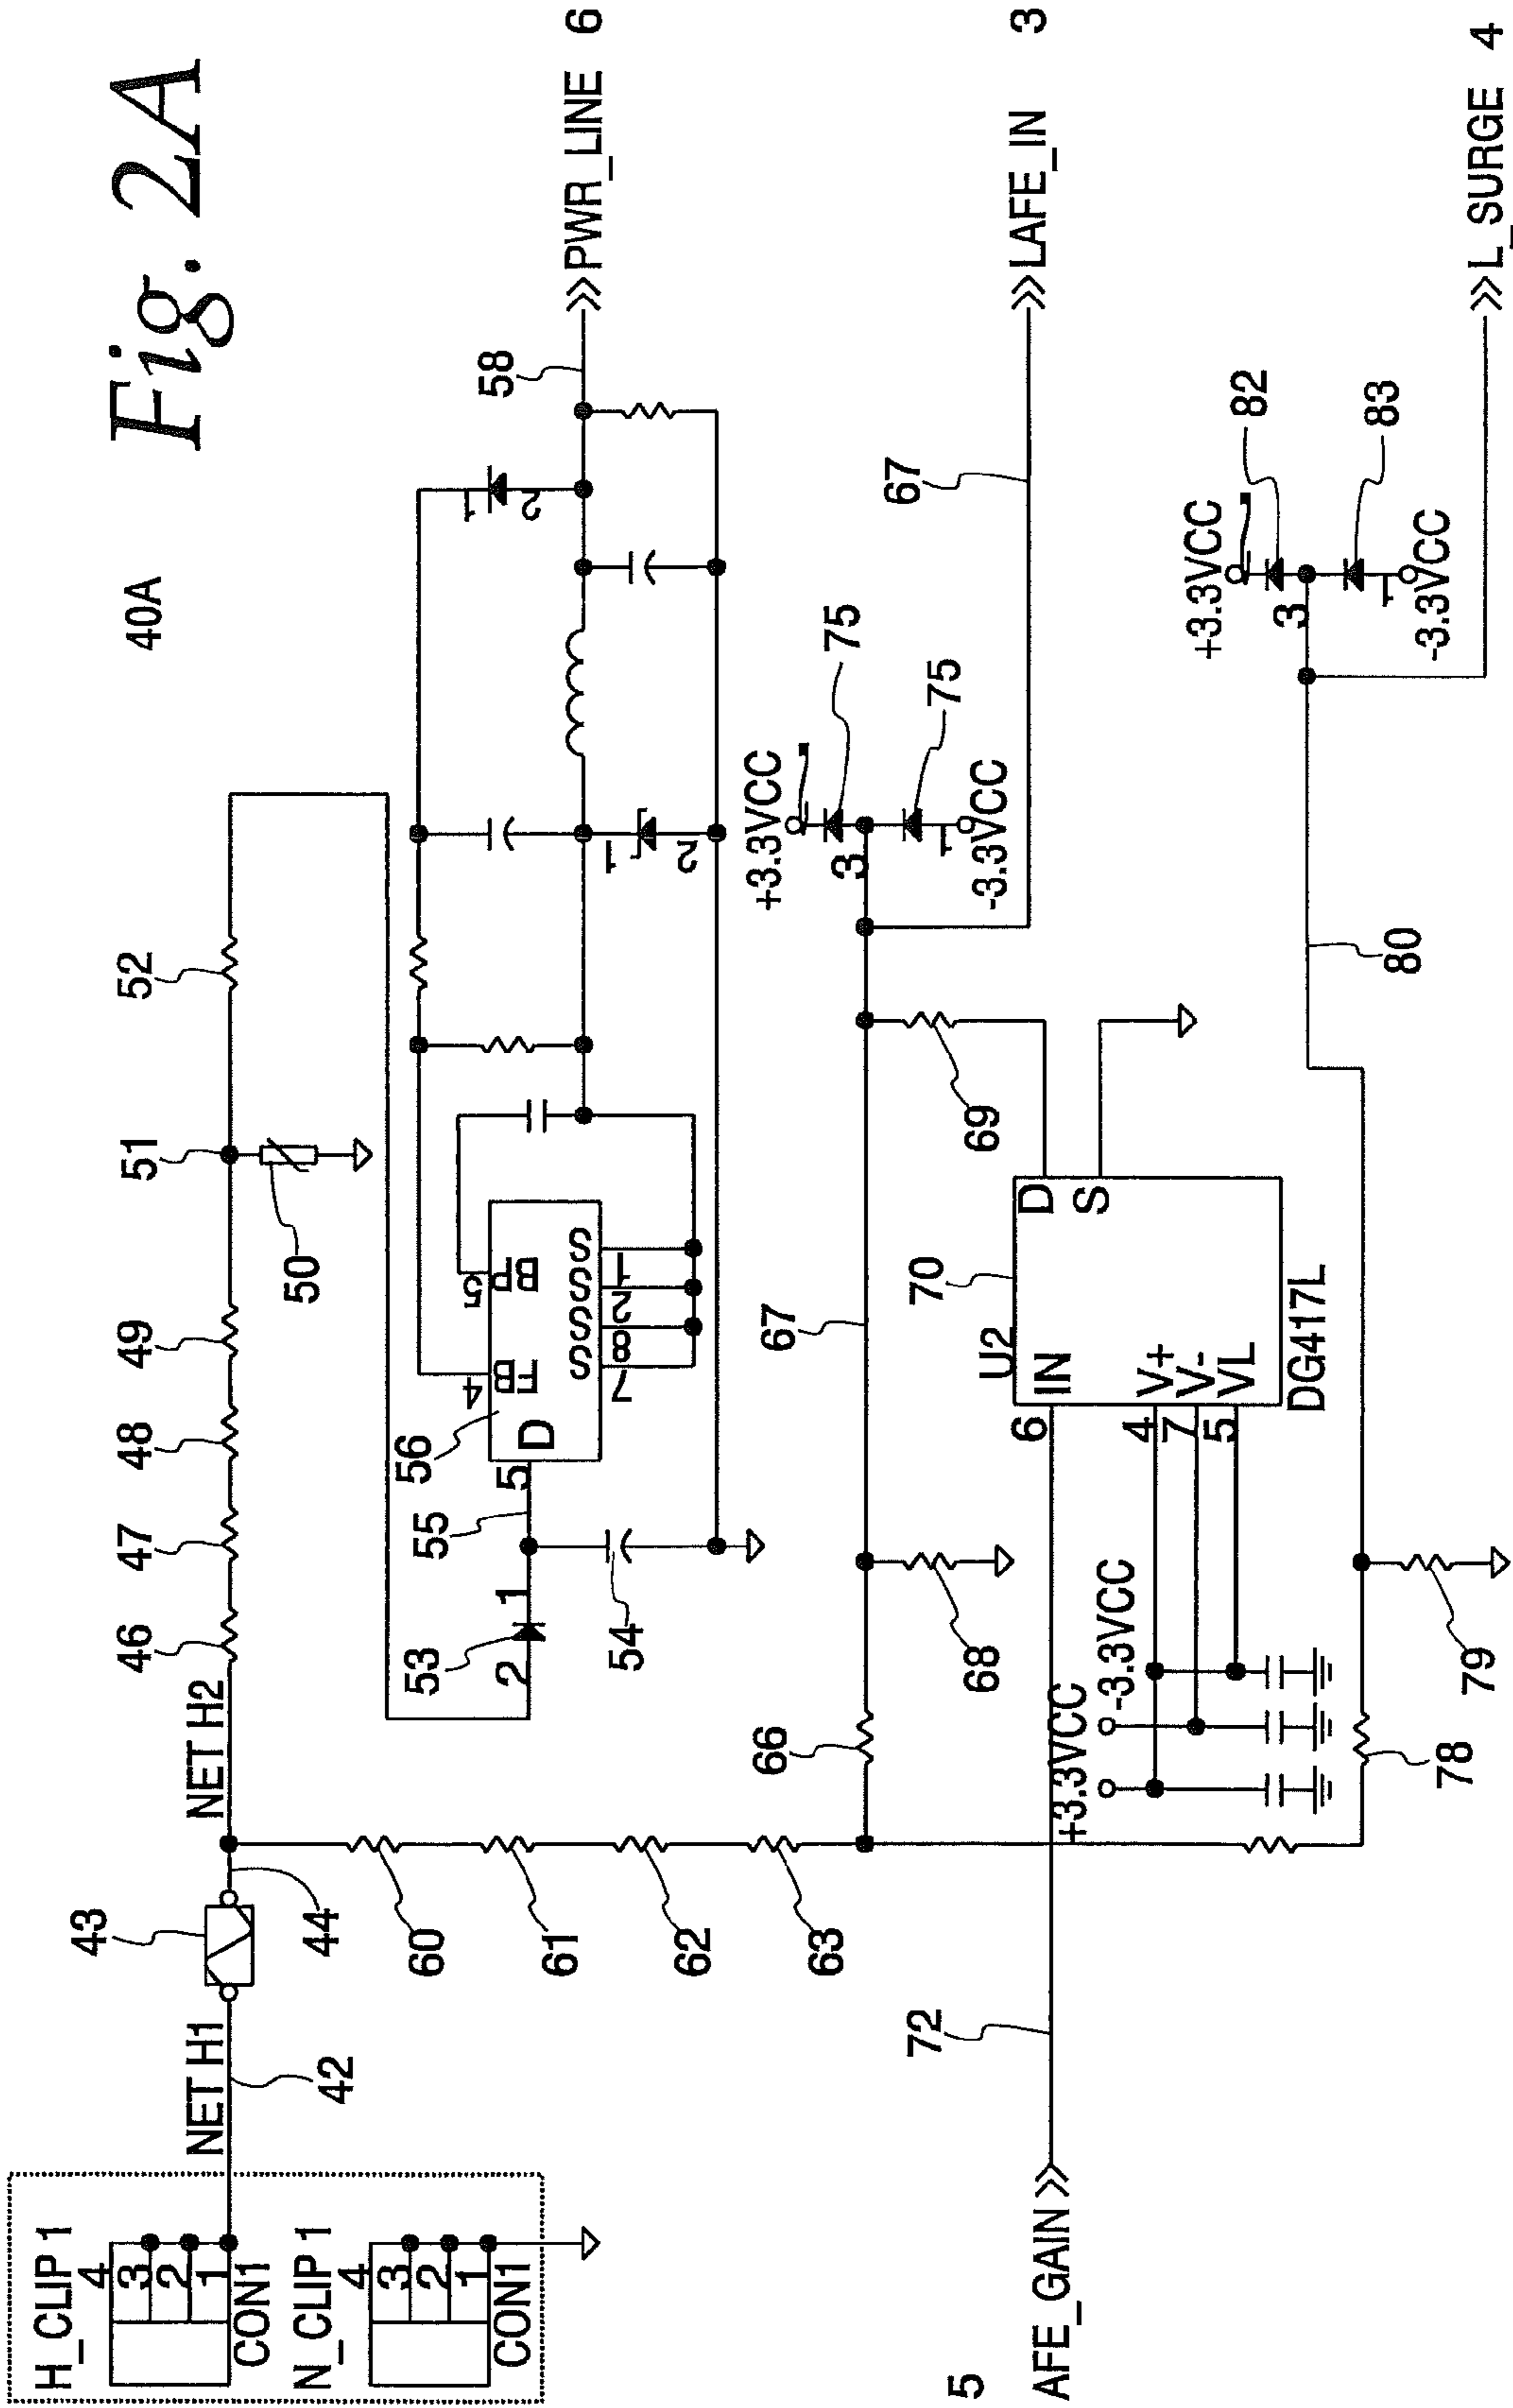 Fig. 2A
40A
H_CLIP 1
4
3
2
1
CON1
N_CLIP 1
4
3
2
1
CON1
NET H1
42
43
44
NET H2
46
47
48
49
50
51
52
53
2
1
54
55
5
D
56
4
FB
5
BP
S S S S
7 8 2 1
1
2
1
2
58
PWR_LINE 6
60
61
62
63
66
67
68
69
+3.3VCC
75
3
75
1
-3.3VCC
67
LAFE_IN 3
5
AFE_GAIN
72
70
U2
6
IN
D
S
4
V+
7
V-
5
VL
DG417L
+3.3VCC
-3.3VCC
78
79
80
+3.3VCC
82
3
83
1
-3.3VCC
L_SURGE 4